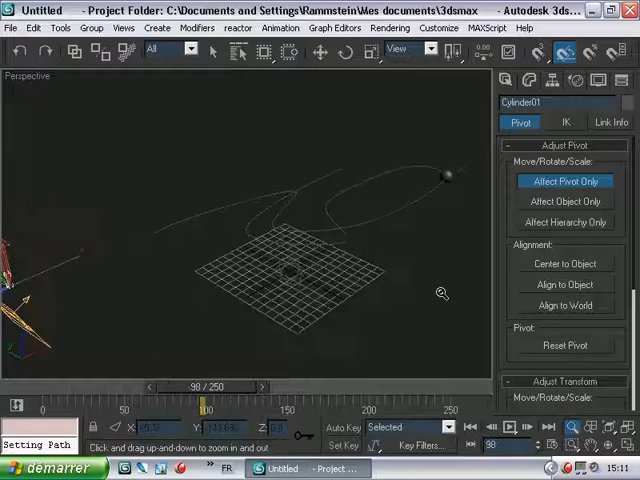 Untitled    - Project Folder: C:\Documents and Settings\Rammstein\Mes documents\3dsmax    - Autodesk 3ds...
File Edit Tools Group Views Create Modifiers reactor Animation Graph Editors Rendering Customize MAXScript Help
All View
Perspective
Cylinder01
Pivot IK Link Info
- Adjust Pivot
Move/Rotate/Scale:
Affect Pivot Only
Affect Object Only
Affect Hierarchy Only
Alignment:
Center to Object
Align to Object
Align to World
Pivot:
Reset Pivot
- Adjust Transform
Move/Rotate/Scale:
< 98 / 250 >
0 50 100 150 200 250
X: Y: Z: Auto Key Selected
Setting Path Click and drag up-and-down to zoom in and out Set Key Key Filters... 98
démarrer » FR Untitled - Project ... 15:11